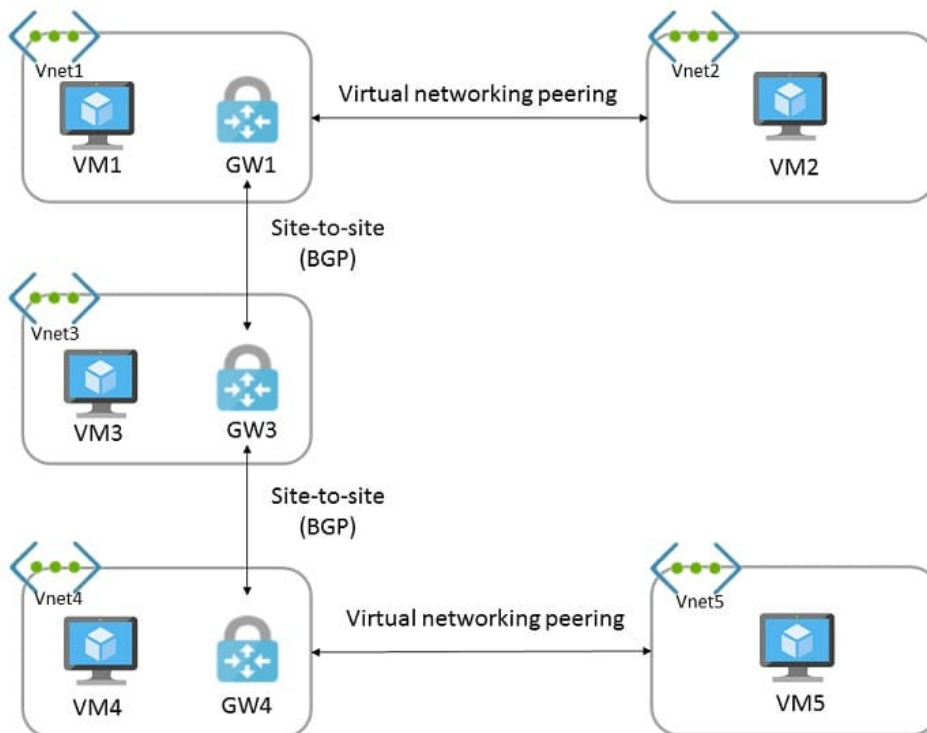 Vnet1
VM1
GW1
Virtual networking peering
Vnet2
VM2
Site-to-site
(BGP)
Vnet3
VM3
GW3
Site-to-site
(BGP)
Vnet4
VM4
GW4
Virtual networking peering
Vnet5
VM5